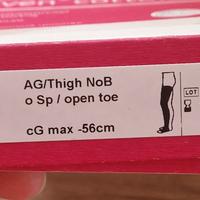 AG/Thigh NoB
o Sp / open toe
cG max -56cm
LOT